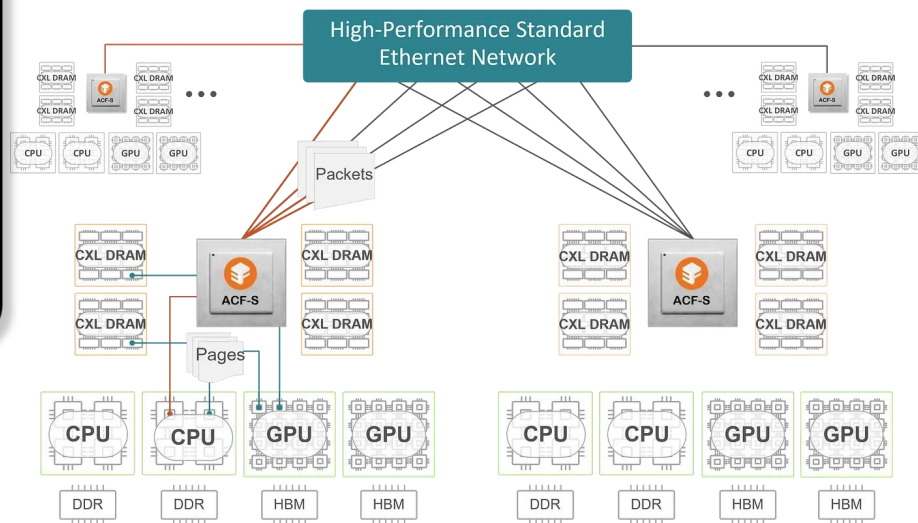 High-Performance Standard
Ethernet Network
CXL DRAM
CXL DRAM
ACF-S
CXL DRAM
CXL DRAM
•••
CPU
CPU
GPU
GPU
•••
CXL DRAM
CXL DRAM
ACF-S
CXL DRAM
CXL DRAM
CPU
CPU
GPU
GPU
Packets
CXL DRAM
CXL DRAM
ACF-S
CXL DRAM
CXL DRAM
Pages
CPU
CPU
GPU
GPU
DDR
DDR
HBM
HBM
CXL DRAM
CXL DRAM
ACF-S
CXL DRAM
CXL DRAM
CPU
CPU
GPU
GPU
DDR
DDR
HBM
HBM